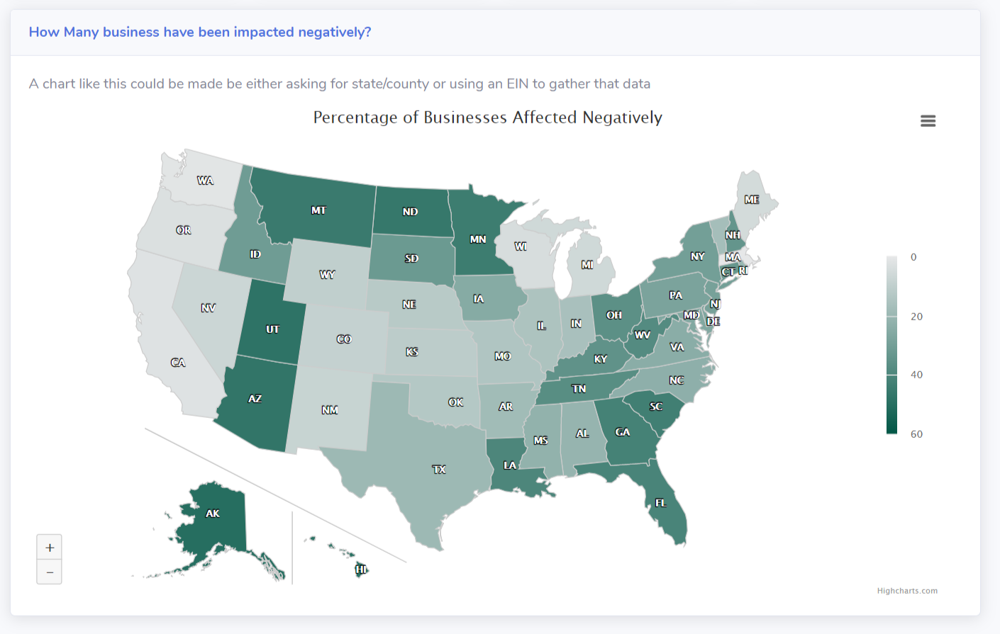 How Many business have been impacted negatively?
A chart like this could be made be either asking for state/county or using an EIN to gather that data
Percentage of Businesses Affected Negatively
WA
MT
ND
MN
OR
ID
WY
SD
WI
MI
ME
NH
NY
MA
CT
RI
NV
UT
CO
NE
IA
IL
IN
OH
PA
NJ
MD
DE
WV
VA
CA
AZ
NM
KS
MO
KY
NC
TN
OK
AR
SC
MS
AL
GA
TX
LA
FL
AK
HI
0
20
40
60
+
−
Highcharts.com